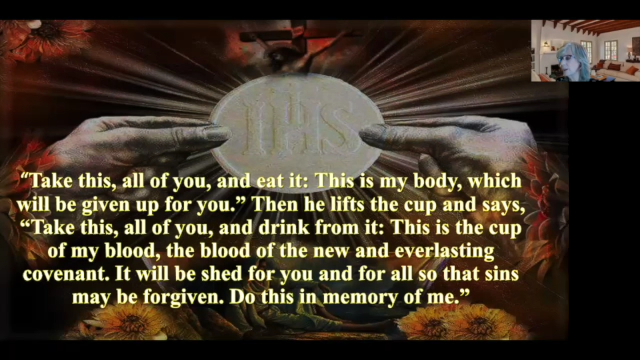 IHS
“Take this, all of you, and eat it: This is my body, which
will be given up for you.” Then he lifts the cup and says,
“Take this, all of you, and drink from it: This is the cup
of my blood, the blood of the new and everlasting
covenant. It will be shed for you and for all so that sins
may be forgiven. Do this in memory of me.”